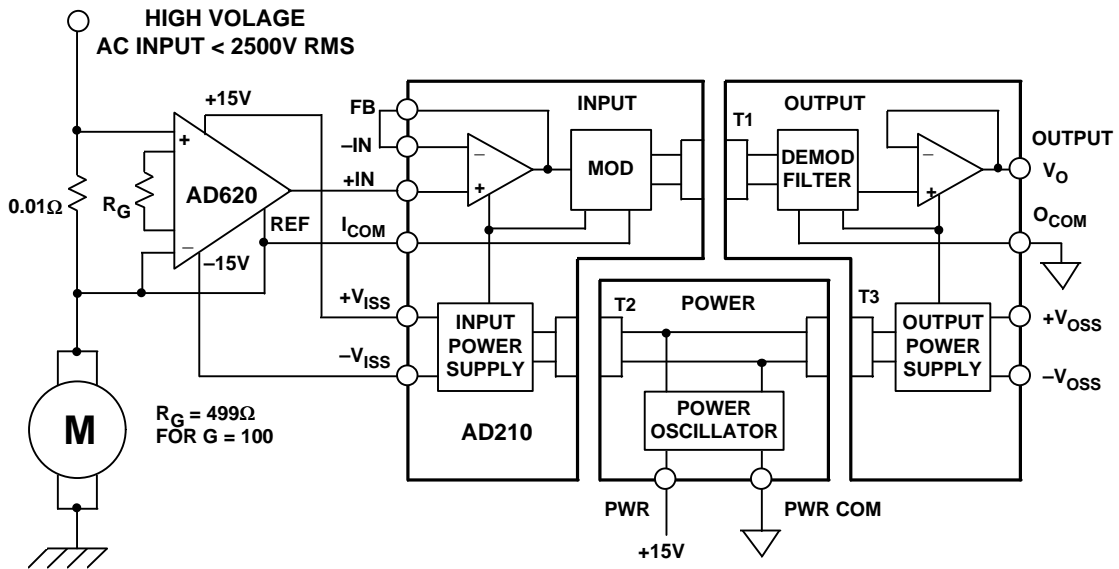 HIGH VOLAGE
AC INPUT < 2500V RMS
+15V
+
R_G
AD620
REF
−
−15V
0.01Ω
M
R_G = 499Ω
FOR G = 100
FB
−IN
+IN
I_COM
+V_ISS
−V_ISS
INPUT
−
+
MOD
INPUT
POWER
SUPPLY
AD210
T1
T2
POWER
T3
POWER
OSCILLATOR
PWR
+15V
PWR COM
OUTPUT
DEMOD
FILTER
−
+
OUTPUT
POWER
SUPPLY
OUTPUT
V_O
O_COM
+V_OSS
−V_OSS